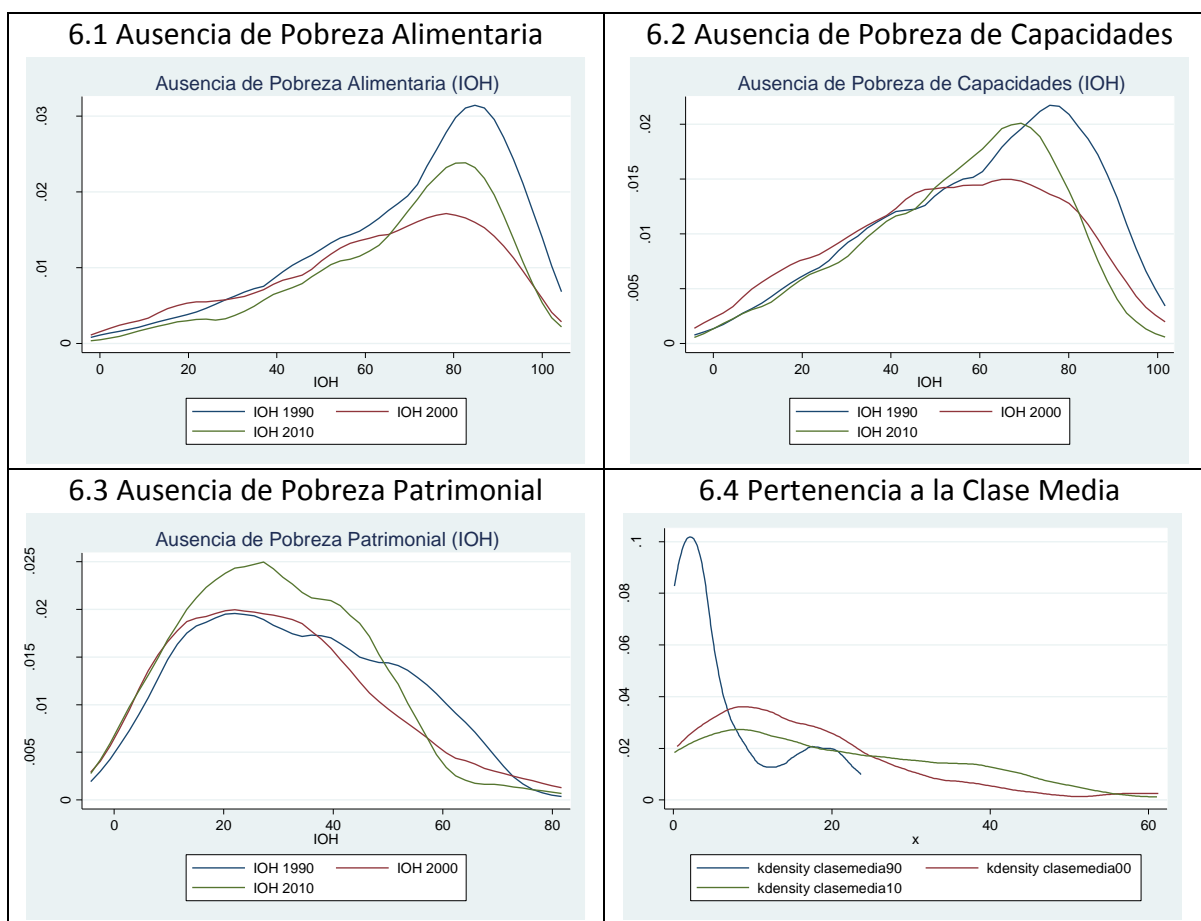 6.1 Ausencia de Pobreza Alimentaria
Ausencia de Pobreza Alimentaria (IOH)
.03
.02
.01
0
0 20 40 60 80 100
IOH
IOH 1990 IOH 2000
IOH 2010
6.2 Ausencia de Pobreza de Capacidades
Ausencia de Pobreza de Capacidades (IOH)
.02
.015
.01
.005
0
0 20 40 60 80 100
IOH
IOH 1990 IOH 2000
IOH 2010
6.3 Ausencia de Pobreza Patrimonial
Ausencia de Pobreza Patrimonial (IOH)
.025
.02
.015
.01
.005
0
0 20 40 60 80
IOH
IOH 1990 IOH 2000
IOH 2010
6.4 Pertenencia a la Clase Media
.1
.08
.06
.04
.02
0
0 20 40 60
x
kdensity clasemedia90 kdensity clasemedia00
kdensity clasemedia10